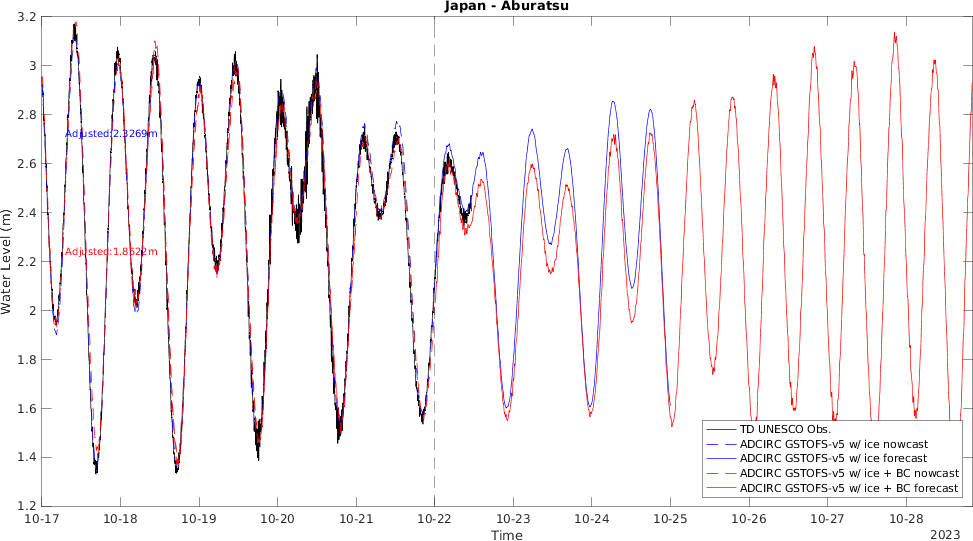 Japan - Aburatsu
3.2
3
2.8
2.6
2.4
2.2
2
1.8
1.6
1.4
1.2
Water Level (m)
Adjusted:2.3269m
Adjusted:1.8622m
TD UNESCO Obs.
ADCIRC GSTOFS-v5 w/ ice nowcast
ADCIRC GSTOFS-v5 w/ ice forecast
ADCIRC GSTOFS-v5 w/ ice + BC nowcast
ADCIRC GSTOFS-v5 w/ ice + BC forecast
10-17 10-18 10-19 10-20 10-21 10-22 10-23 10-24 10-25 10-26 10-27 10-28
Time
2023